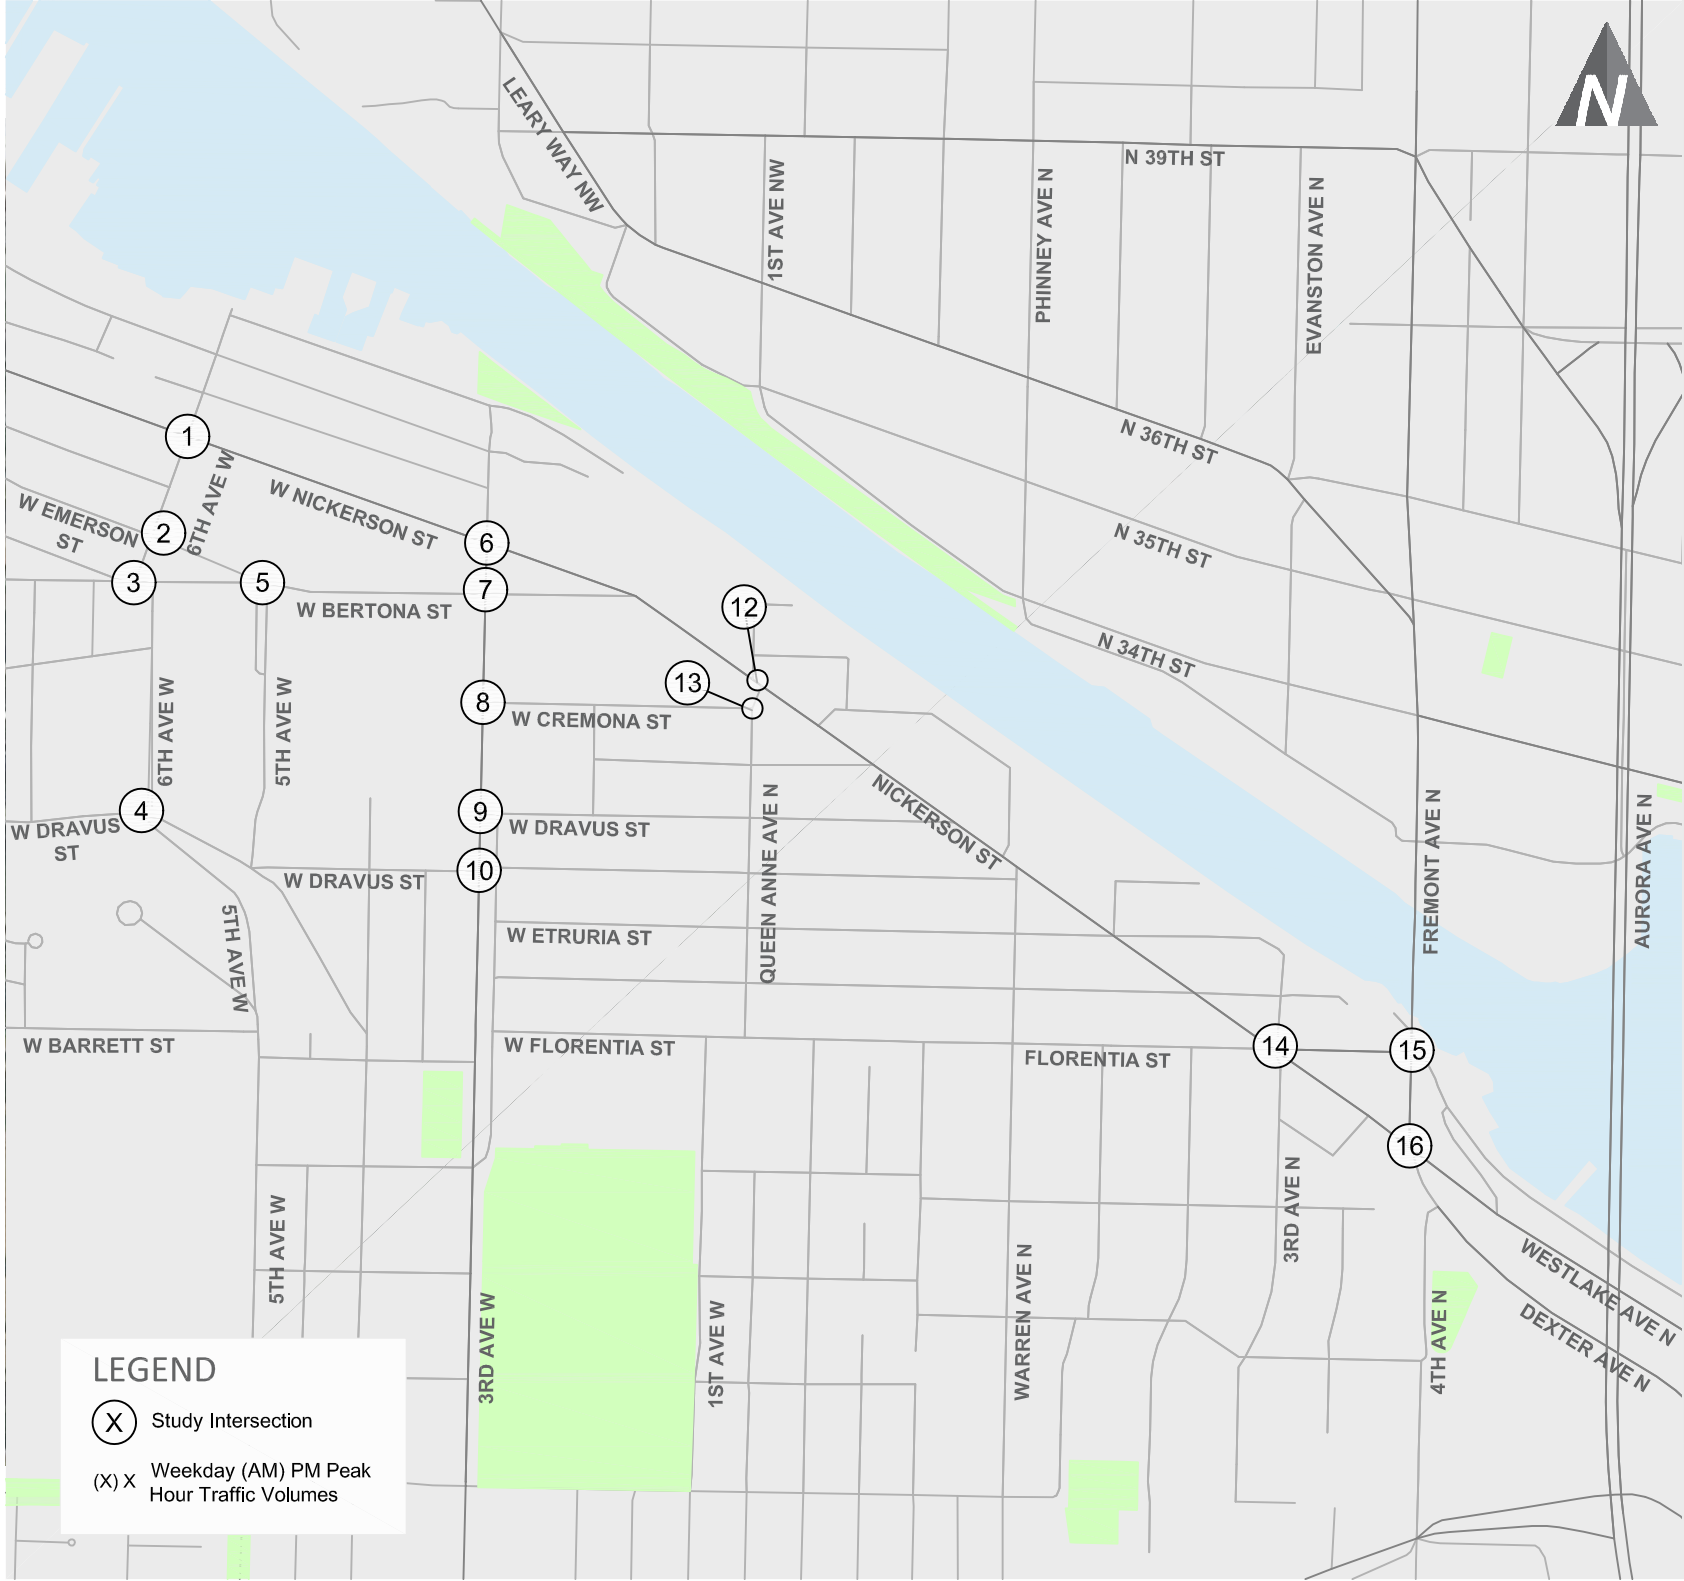 N
LEARY WAY NW
N 39TH ST
1ST AVE NW
PHINNEY AVE N
EVANSTON AVE N
N 36TH ST
1
6TH AVE W
W NICKERSON ST
W EMERSON
ST
2
3
5
6
7
W BERTONA ST
N 35TH ST
12
13
N 34TH ST
6TH AVE W
5TH AVE W
8
W CREMONA ST
4
W DRAVUS
ST
9
W DRAVUS ST
10
W DRAVUS ST
QUEEN ANNE AVE N
NICKERSON ST
FREMONT AVE N
AURORA AVE N
5TH AVE W
W ETRURIA ST
W BARRETT ST
W FLORENTIA ST
FLORENTIA ST
14
15
16
5TH AVE W
3RD AVE W
1ST AVE W
WARREN AVE N
3RD AVE N
4TH AVE N
WESTLAKE AVE N
DEXTER AVE N
LEGEND
X Study Intersection
(X) X Weekday (AM) PM Peak
Hour Traffic Volumes